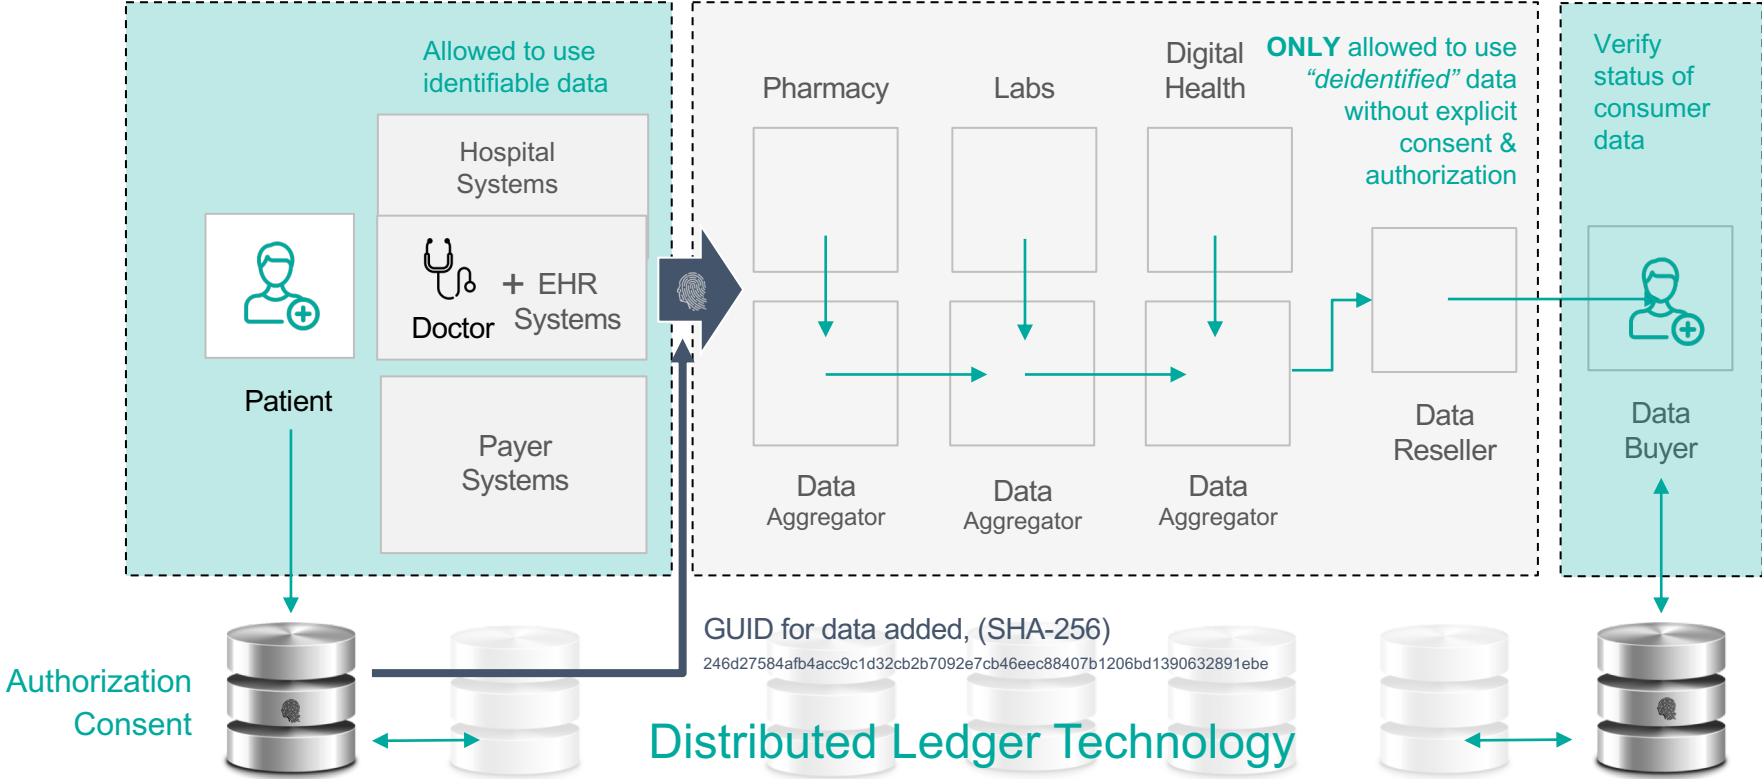 Allowed to use
identifiable data
Hospital
Systems
Doctor
+ EHR
Systems
Patient
Payer
Systems
Pharmacy
Labs
Digital
Health
ONLY allowed to use
“deidentified” data
without explicit
consent &
authorization
Data
Aggregator
Data
Aggregator
Data
Aggregator
Data
Reseller
Verify
status of
consumer
data
Data
Buyer
Authorization
Consent
GUID for data added, (SHA-256)
246d27584afb4acc9c1d32cb2b7092e7cb46eec88407b1206bd1390632891ebe
Distributed Ledger Technology